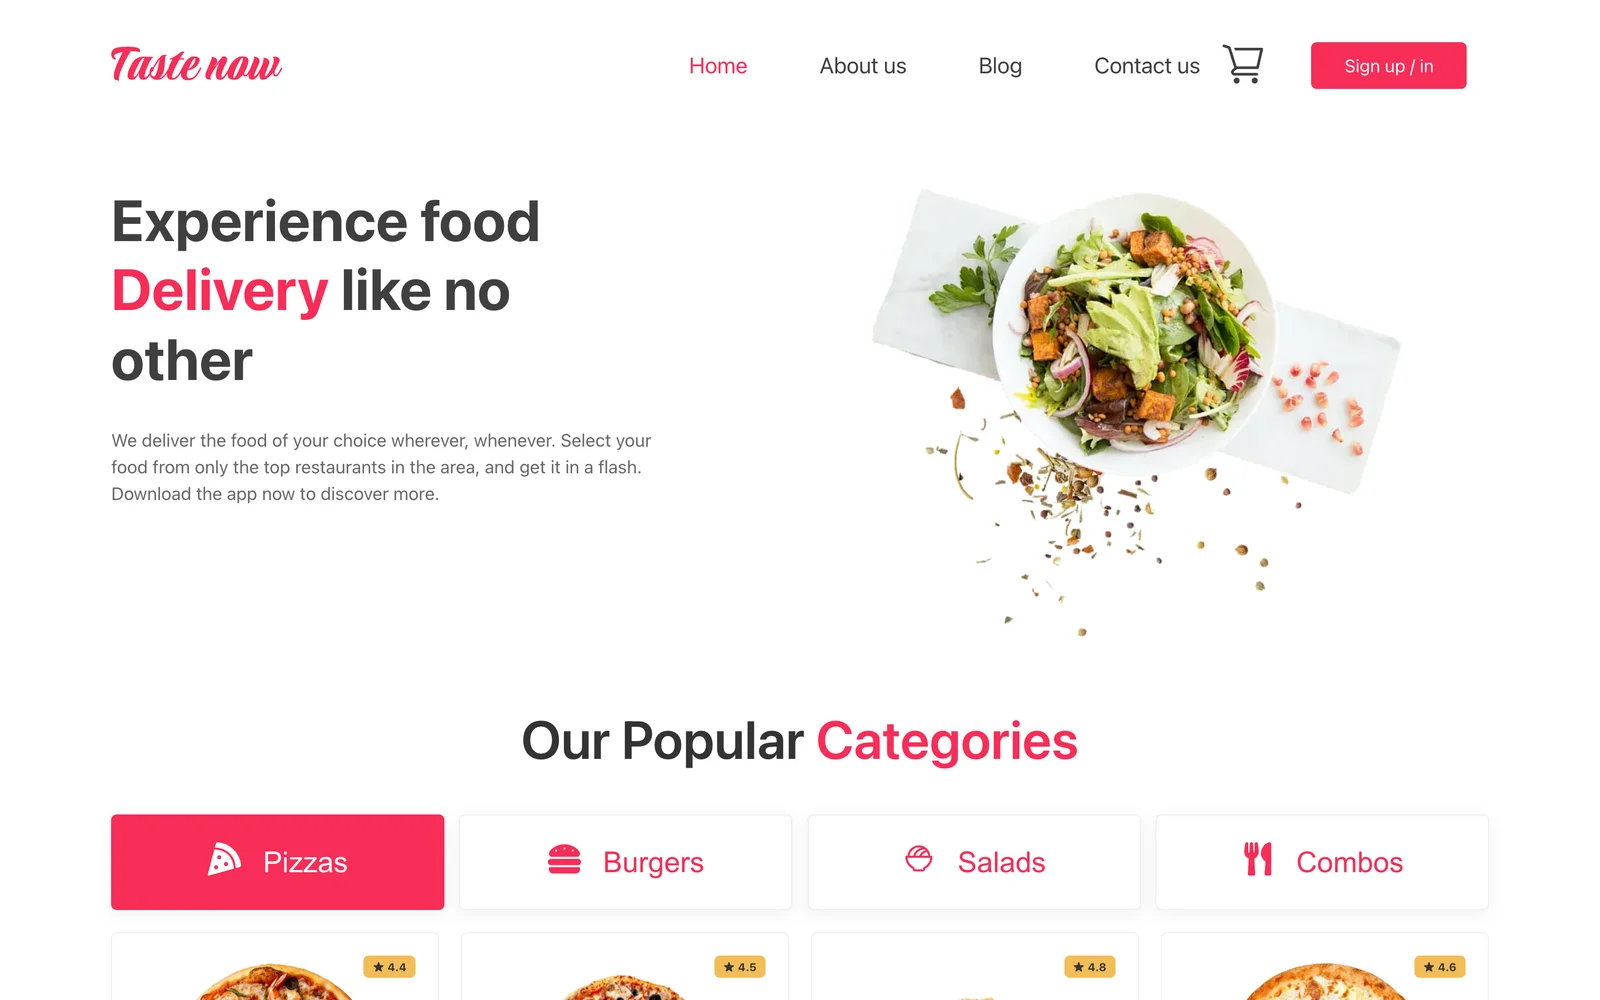 Taste now
Home
About us
Blog
Contact us
Sign up / in
Experience food
Delivery like no
other
We deliver the food of your choice wherever, whenever. Select your
food from only the top restaurants in the area, and get it in a flash.
Download the app now to discover more.
Our Popular Categories
Pizzas
Burgers
Salads
Combos
★ 4.4
★ 4.5
★ 4.8
★ 4.6